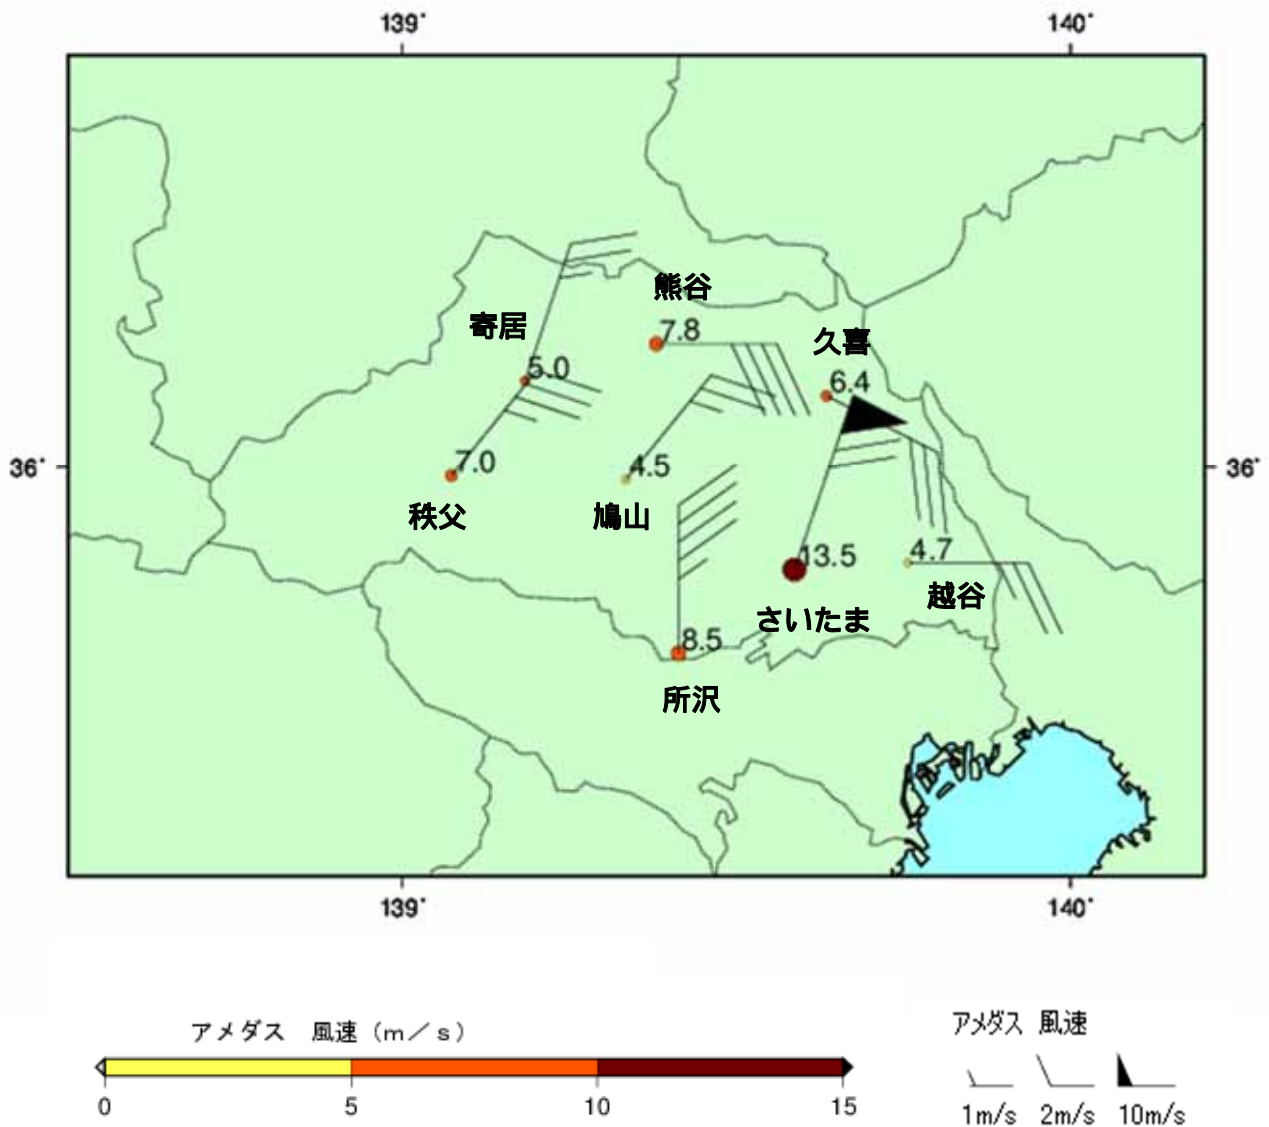 139° 140°
熊谷
寄居 7.8 久喜
5.0 6.4
36° 7.0 4.5 36°
秩父 鳩山
13.5 4.7
さいたま 越谷
8.5
所沢
139° 140°
アメダス 風速（ｍ／ｓ）
0 5 10 15
アメダス 風速
1m/s 2m/s 10m/s